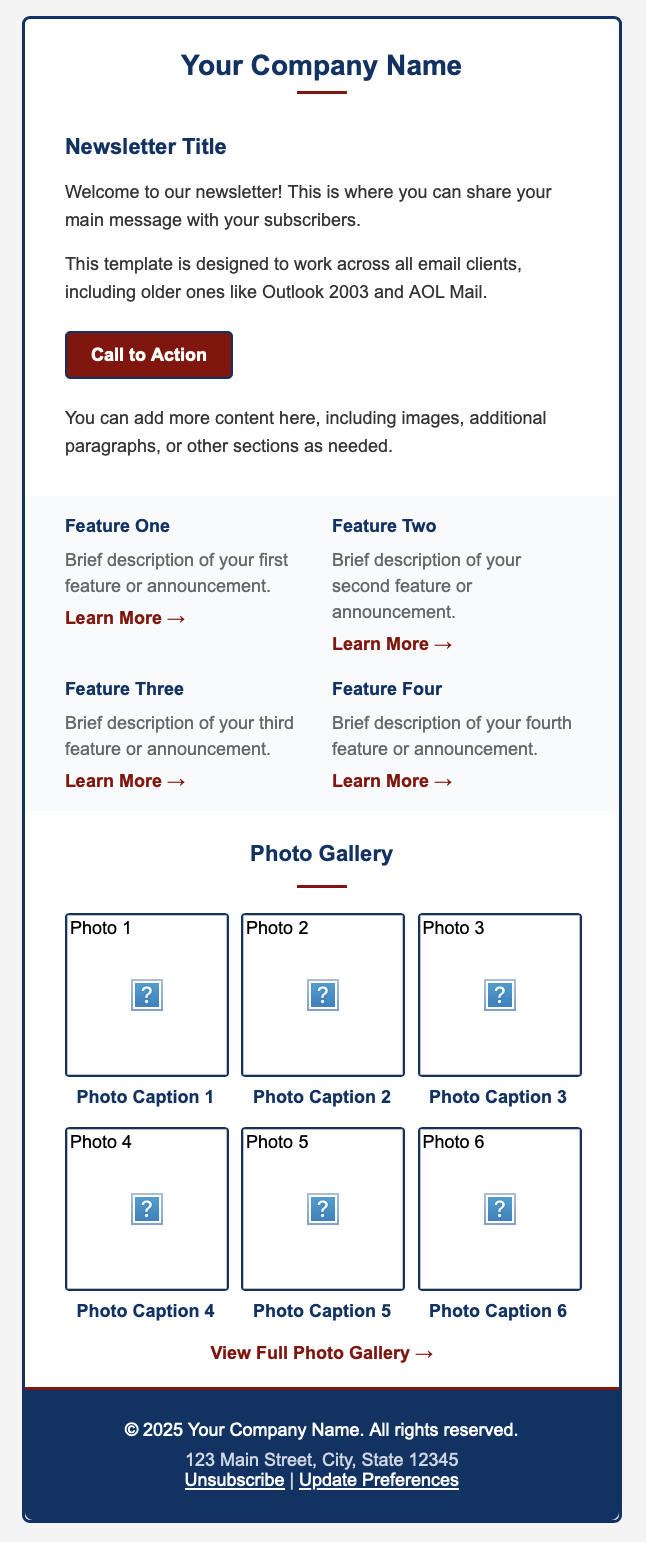 Your Company Name
Newsletter Title
Welcome to our newsletter! This is where you can share your
main message with your subscribers.
This template is designed to work across all email clients,
including older ones like Outlook 2003 and AOL Mail.
Call to Action
You can add more content here, including images, additional
paragraphs, or other sections as needed.
Feature One
Brief description of your first
feature or announcement.
Learn More →
Feature Two
Brief description of your
second feature or
announcement.
Learn More →
Feature Three
Brief description of your third
feature or announcement.
Learn More →
Feature Four
Brief description of your fourth
feature or announcement.
Learn More →
Photo Gallery
Photo 1
Photo 2
Photo 3
?
?
?
Photo Caption 1
Photo Caption 2
Photo Caption 3
Photo 4
Photo 5
Photo 6
?
?
?
Photo Caption 4
Photo Caption 5
Photo Caption 6
View Full Photo Gallery →
© 2025 Your Company Name. All rights reserved.
123 Main Street, City, State 12345
Unsubscribe | Update Preferences